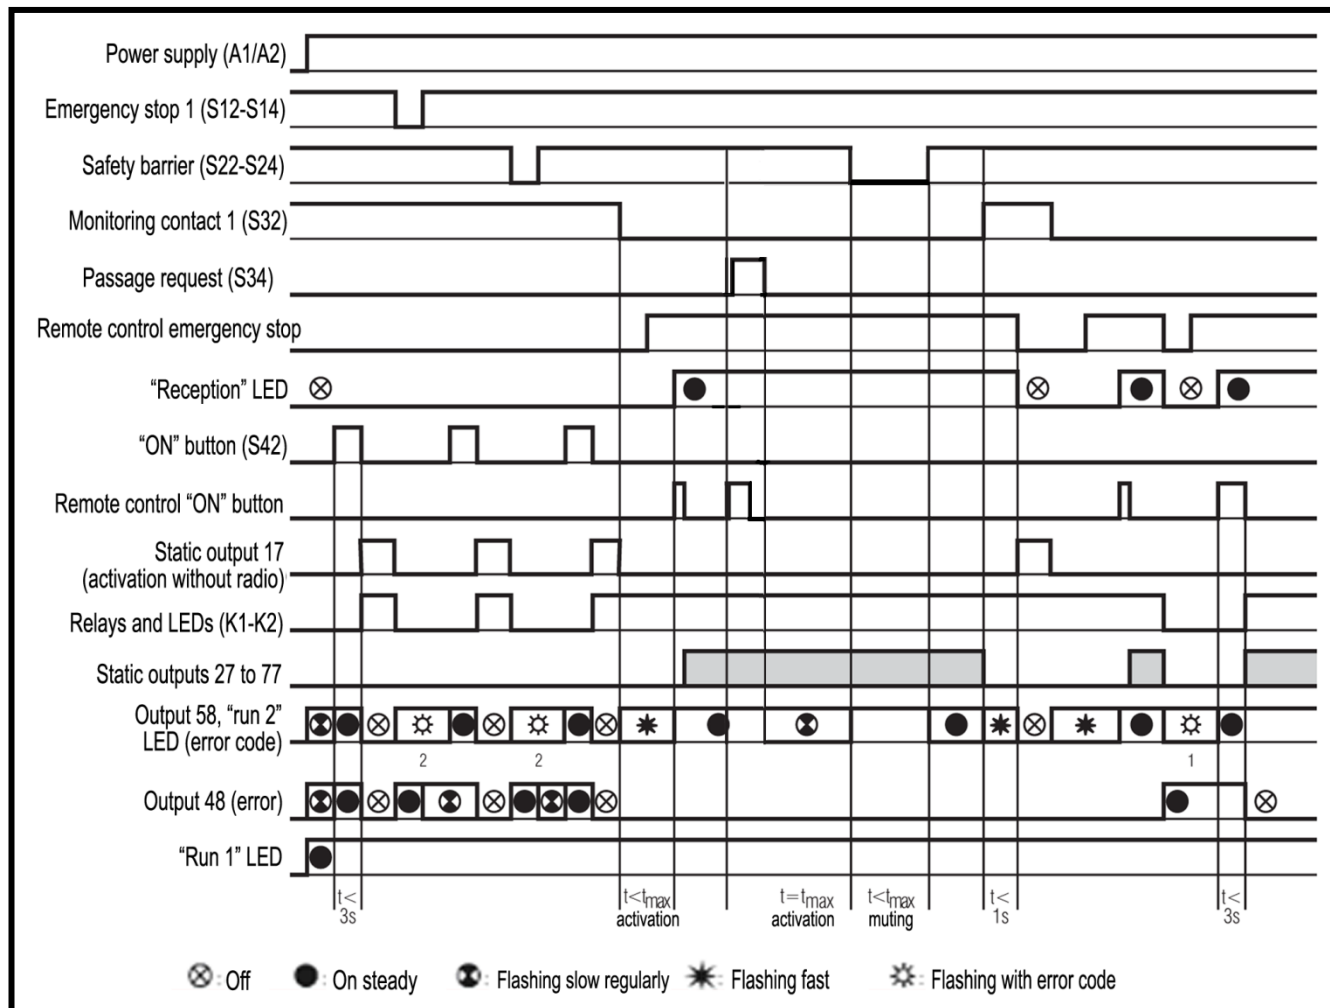 Power supply (A1/A2)
Emergency stop 1 (S12-S14)
Safety barrier (S22-S24)
Monitoring contact 1 (S32)
Passage request (S34)
Remote control emergency stop
“Reception” LED
“ON” button (S42)
Remote control “ON” button
Static output 17
(activation without radio)
Relays and LEDs (K1-K2)
Static outputs 27 to 77
Output 58, “run 2”
LED (error code)
2 2 1
Output 48 (error)
“Run 1” LED
t<
3s
t<tmax
activation
t=tmax
activation
t<tmax
muting
t<
1s
t<
3s
: Off
: On steady
: Flashing slow regularly
: Flashing fast
: Flashing with error code